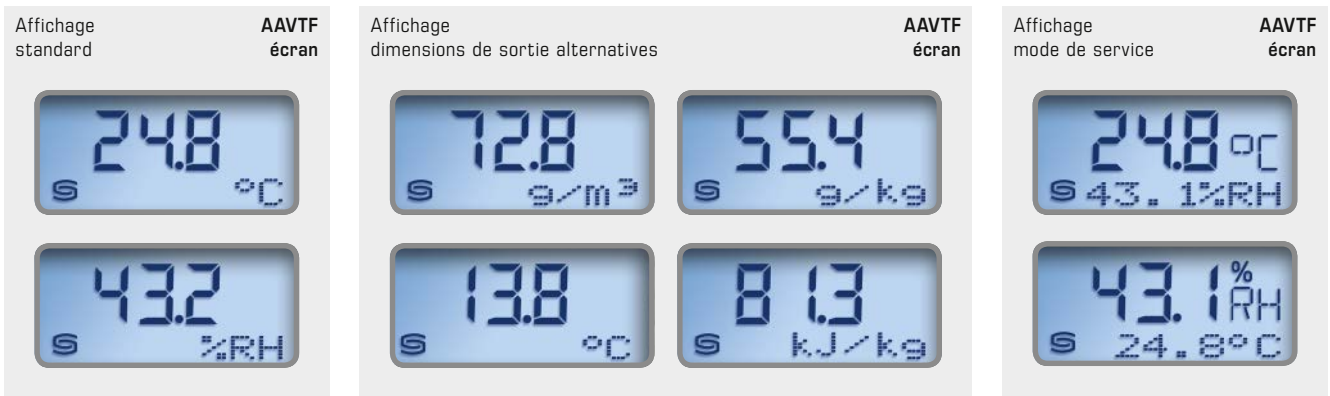 Affichage AAVTF
standard écran
24.8
°C
43.2
%RH
Affichage AAVTF
dimensions de sortie alternatives écran
72.8
g/m³
55.4
g/kg
13.8
°C
81.3
kJ/kg
Affichage AAVTF
mode de service écran
24.8 °C
43.1%RH
43.1 % RH
24.8°C